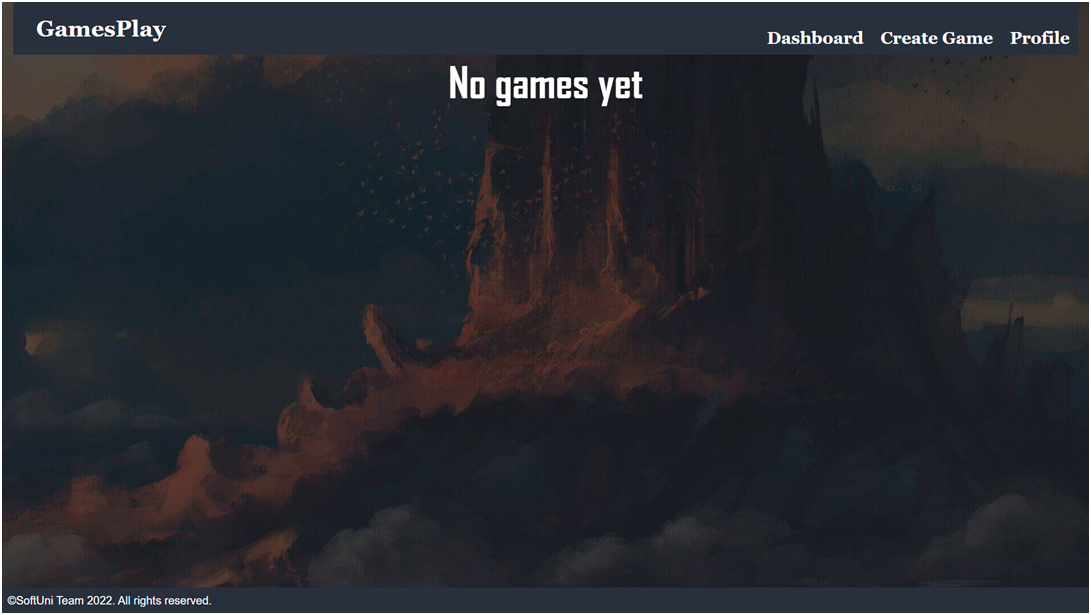 GamesPlay
Dashboard Create Game Profile
No games yet
©SoftUni Team 2022. All rights reserved.